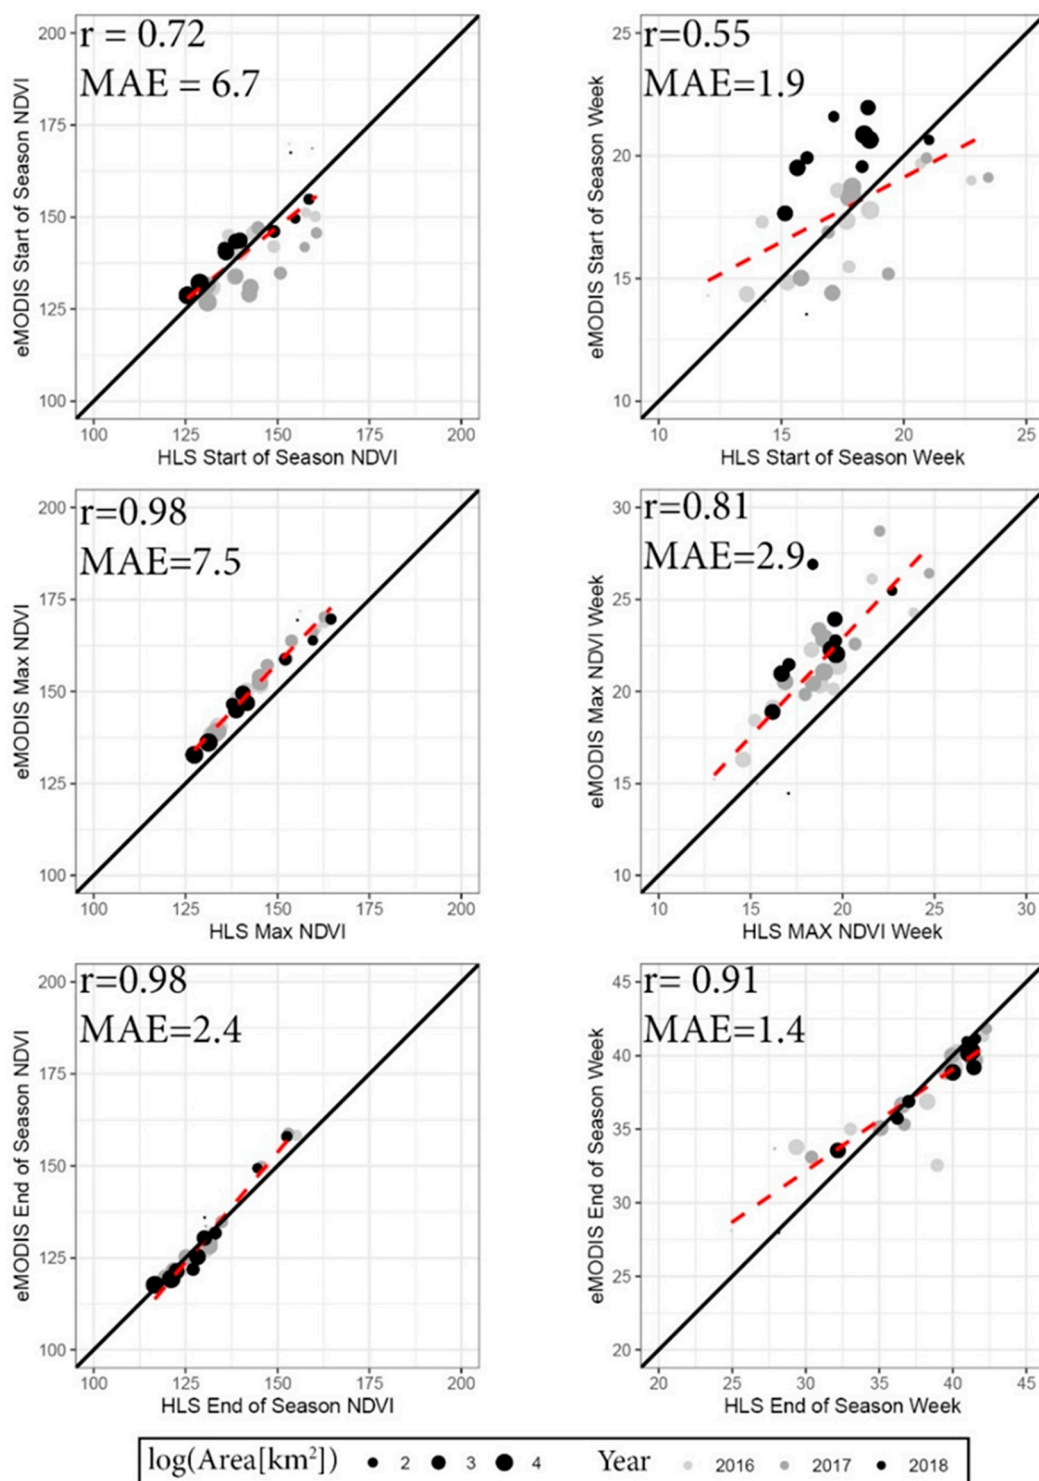 r = 0.72
MAE = 6.7
200
175
150
125
100
eMODIS Start of Season NDVI
100 125 150 175 200
HLS Start of Season NDVI
r=0.55
MAE=1.9
25
20
15
10
eMODIS Start of Season Week
10 15 20 25
HLS Start of Season Week
r=0.98
MAE=7.5
200
175
150
125
100
eMODIS Max NDVI
100 125 150 175 200
HLS Max NDVI
r=0.81
MAE=2.9
30
25
20
15
10
eMODIS Max NDVI Week
10 15 20 25 30
HLS MAX NDVI Week
r=0.98
MAE=2.4
200
175
150
125
100
eMODIS End of Season NDVI
100 125 150 175 200
HLS End of Season NDVI
r= 0.91
MAE=1.4
45
40
35
30
25
20
eMODIS End of Season Week
20 25 30 35 40 45
HLS End of Season Week
log(Area[km²]) 2 3 4 Year 2016 2017 2018